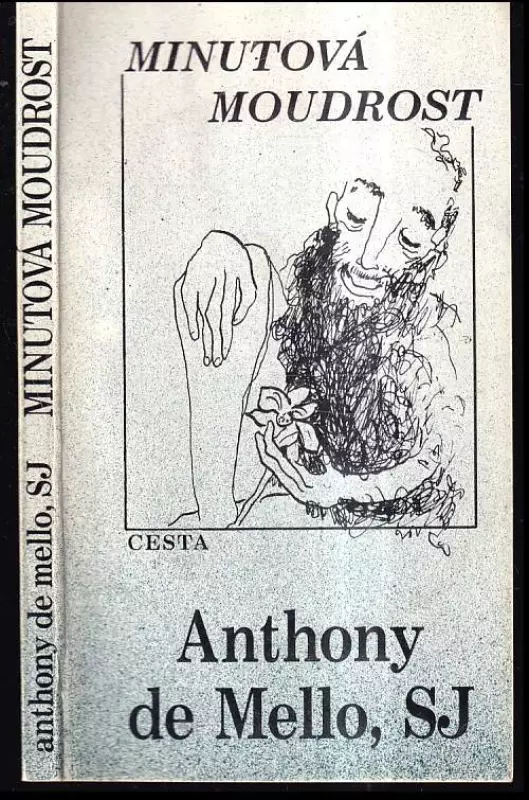 MINUTOVÁ
MOUDROST
CESTA
Anthony
de Mello, SJ
anthony de mello, SJ MINUTOVÁ MOUDROST